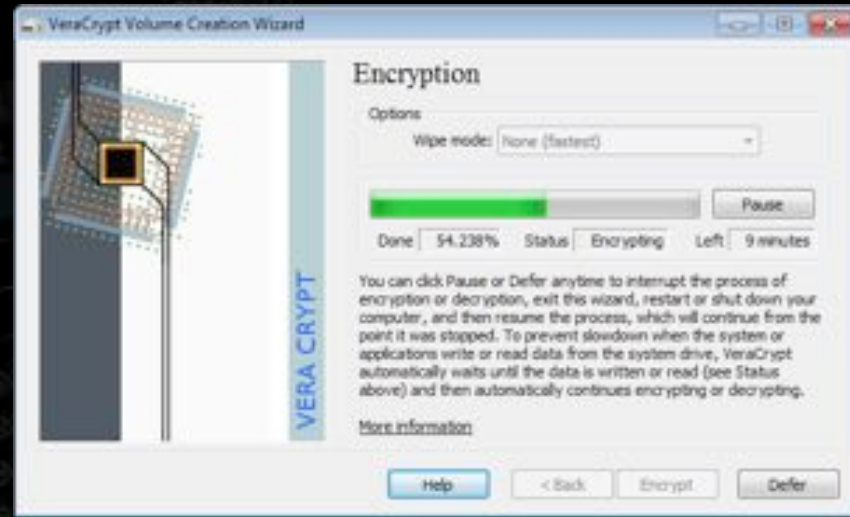 VeraCrypt Volume Creation Wizard
VERA CRYPT
Encryption
Options
Wipe mode: None (fastest)
Pause
Done 54.238% Status Encrypting Left 9 minutes
You can click Pause or Defer anytime to interrupt the process of
encryption or decryption, exit this wizard, restart or shut down your
computer, and then resume the process, which will continue from the
point it was stopped. To prevent slowdown when the system or
applications write or read data from the system drive, VeraCrypt
automatically waits until the data is written or read (see Status
above) and then automatically continues encrypting or decrypting.
More information
Help < Back Encrypt Defer